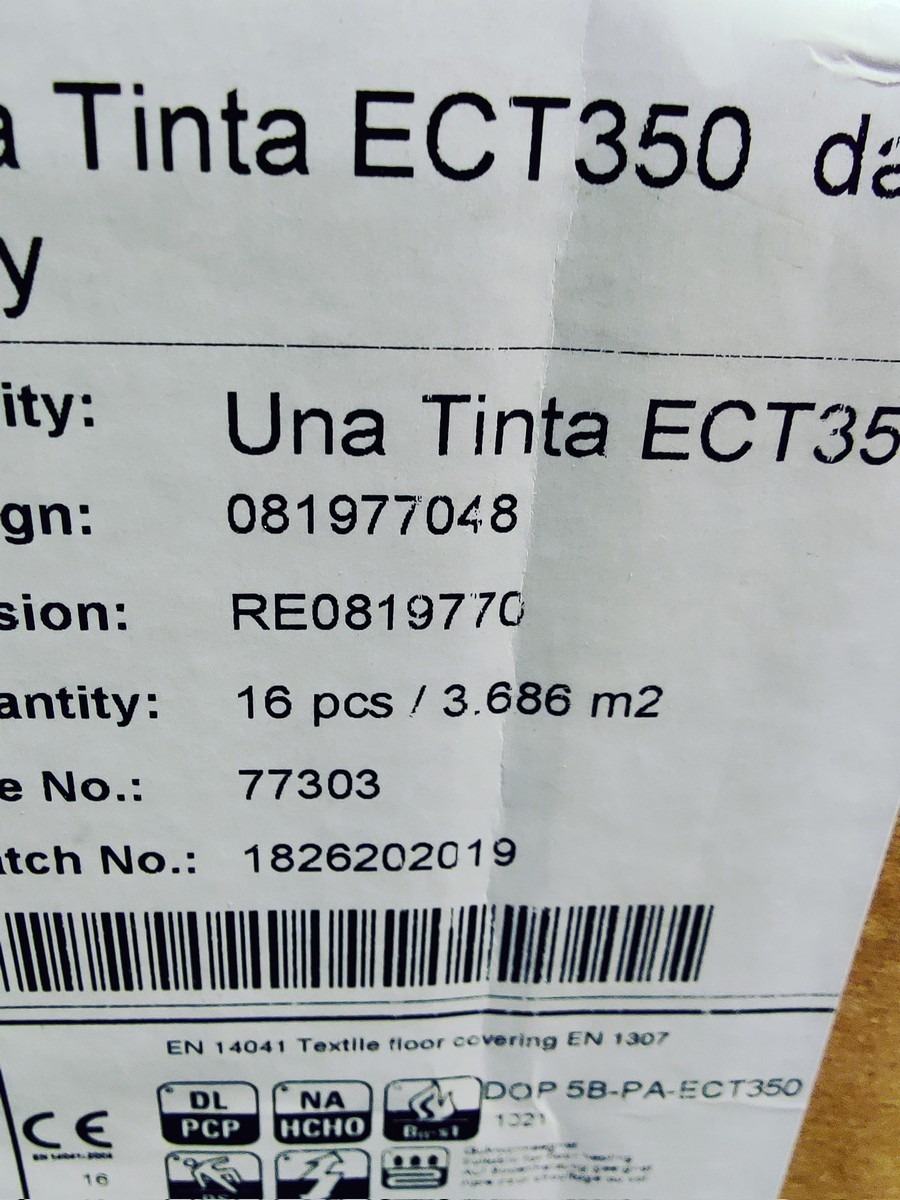 a Tinta ECT350 da
y
ity: Una Tinta ECT35
gn: 081977048
sion: RE0819770
antity: 16 pcs / 3.686 m2
e No.: 77303
atch No.: 1826202019
EN 14041 Textile floor covering EN 1307
DL PCP NA HCHO DOP 5B-PA-ECT350
CE 1321
16